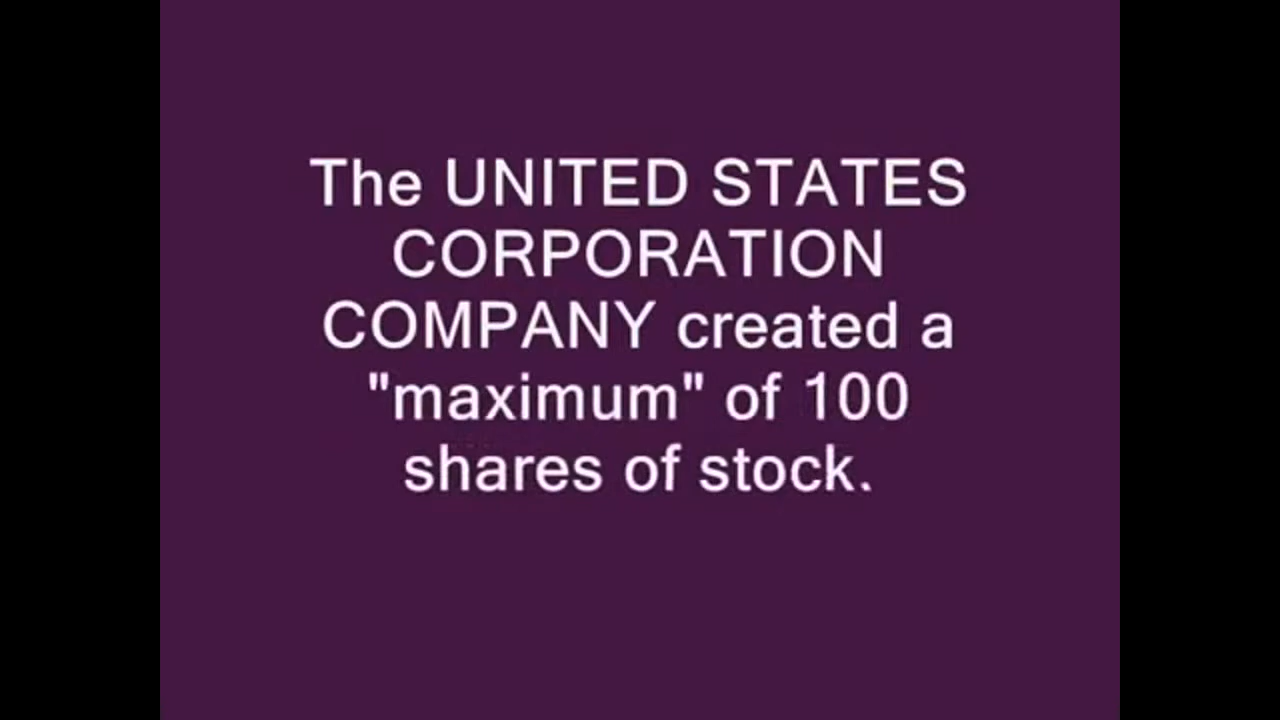 The UNITED STATES
CORPORATION
COMPANY created a
"maximum" of 100
shares of stock.